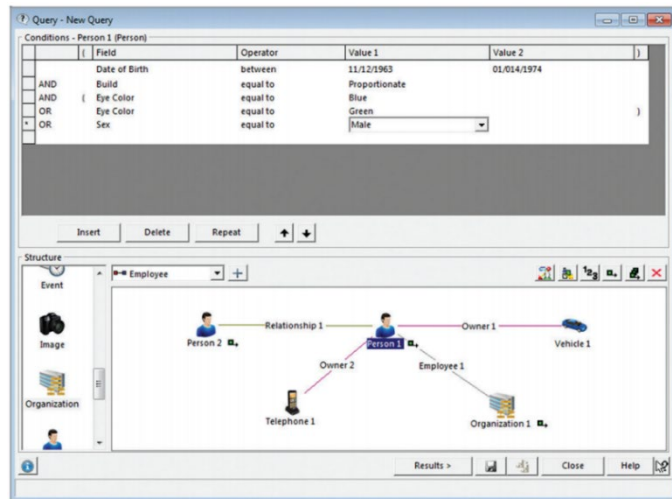 Query - New Query
Conditions - Person 1 (Person)
( Field Operator Value 1 Value 2 )
Date of Birth between 11/12/1963 01/014/1974
AND Build equal to Proportionate
AND ( Eye Color equal to Blue
OR Eye Color equal to Green )
* OR Sex equal to Male
Insert Delete Repeat
Structure
Event
Image
Organization
Employee
1 2 3
Person 2
Relationship 1
Person 1
Owner 1
Vehicle 1
Owner 2
Employee 1
Telephone 1
Organization 1
Results > Close Help